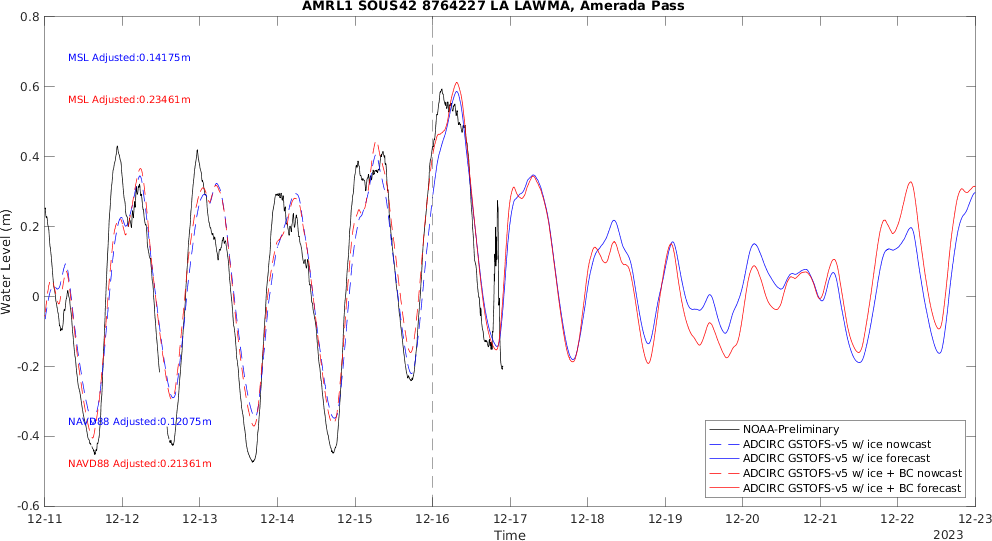 AMRL1 SOUS42 8764227 LA LAWMA, Amerada Pass
MSL Adjusted:0.14175m
MSL Adjusted:0.23461m
NAVD88 Adjusted:0.12075m
NAVD88 Adjusted:0.21361m
Water Level (m)
0.8
0.6
0.4
0.2
0
-0.2
-0.4
-0.6
NOAA-Preliminary
ADCIRC GSTOFS-v5 w/ ice nowcast
ADCIRC GSTOFS-v5 w/ ice forecast
ADCIRC GSTOFS-v5 w/ ice + BC nowcast
ADCIRC GSTOFS-v5 w/ ice + BC forecast
12-11 12-12 12-13 12-14 12-15 12-16 12-17 12-18 12-19 12-20 12-21 12-22 12-23
Time
2023